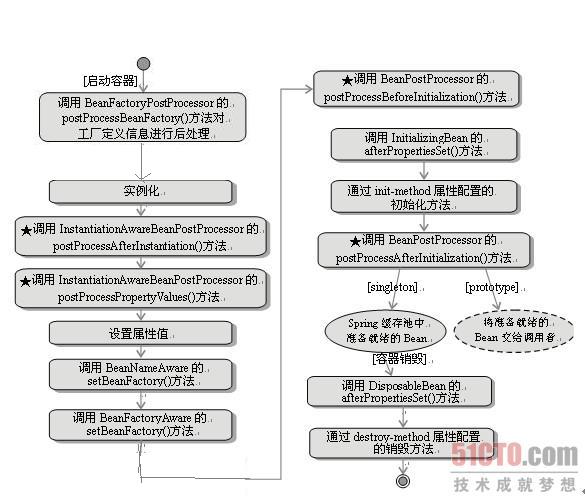 [启动容器]
调用 BeanFactoryPostProcessor 的
postProcessBeanFactory()方法对
工厂定义信息进行后处理
实例化
★调用 InstantiationAwareBeanPostProcessor 的
postProcessAfterInstantiation()方法
★调用 InstantiationAwareBeanPostProcessor 的
postProcessPropertyValues()方法
设置属性值
调用 BeanNameAware 的
setBeanFactory()方法
调用 BeanFactoryAware 的
setBeanFactory()方法
★调用 BeanPostProcessor 的
postProcessBeforeInitialization()方法
调用 InitializingBean 的
afterPropertiesSet()方法
通过 init-method 属性配置的
初始化方法
★调用 BeanPostProcessor 的
postProcessAfterInitialization()方法
[singleton]
[prototype]
Spring 缓存池中
准备就绪的 Bean
将准备就绪的
Bean 交给调用者
[容器销毁]
调用 DisposableBean 的
afterPropertiesSet()方法
通过 destroy-method 属性配置
的销毁方法
51CTO.com
技术成就梦想